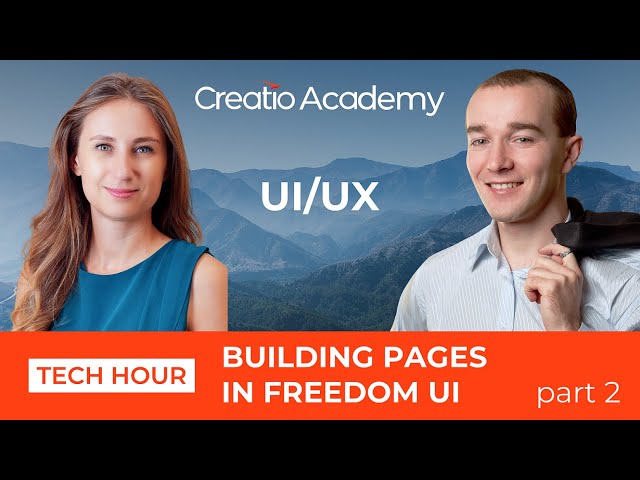 Creatio Academy
UI/UX
TECH HOUR
BUILDING PAGES
IN FREEDOM UI
part 2